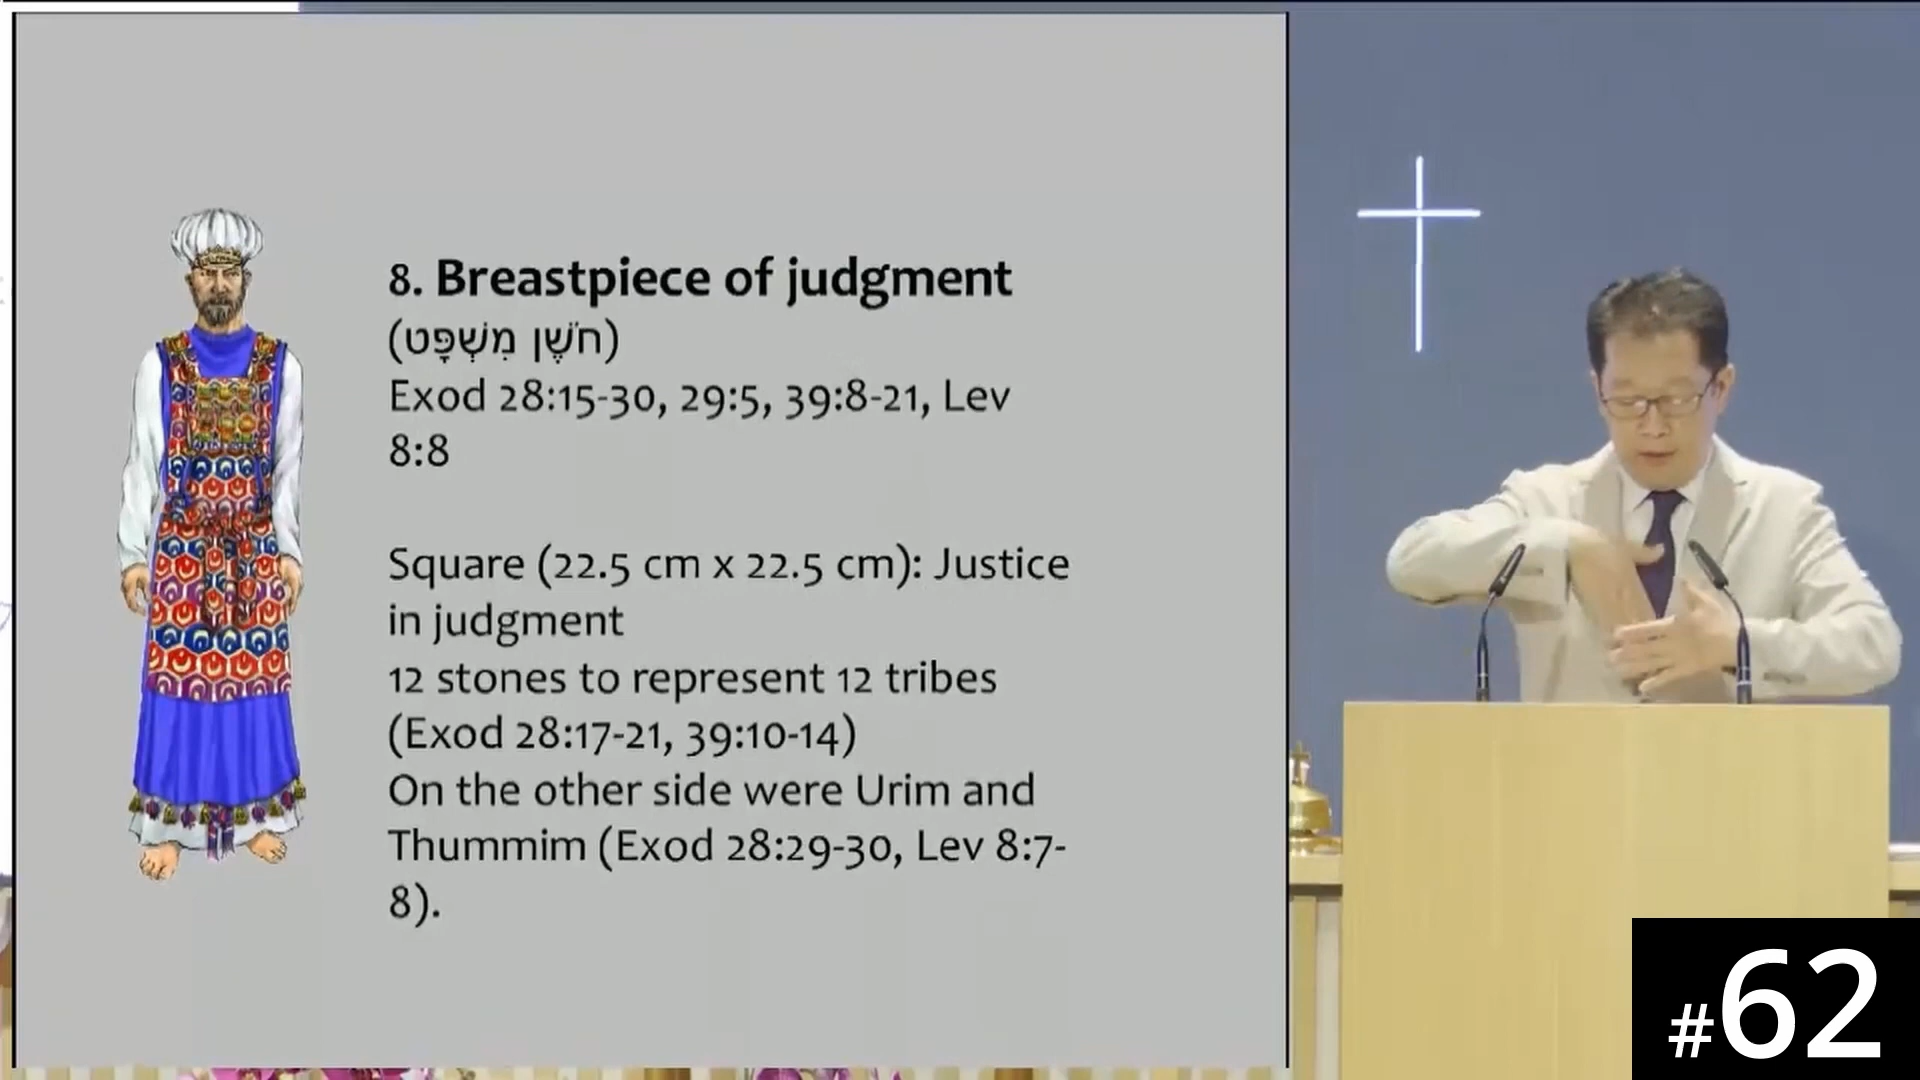 8. Breastpiece of judgment
(חֹשֶׁן מִשְׁפָּט)
Exod 28:15-30, 29:5, 39:8-21, Lev
8:8
Square (22.5 cm x 22.5 cm): Justice
in judgment
12 stones to represent 12 tribes
(Exod 28:17-21, 39:10-14)
On the other side were Urim and
Thummim (Exod 28:29-30, Lev 8:7-
8).
#62